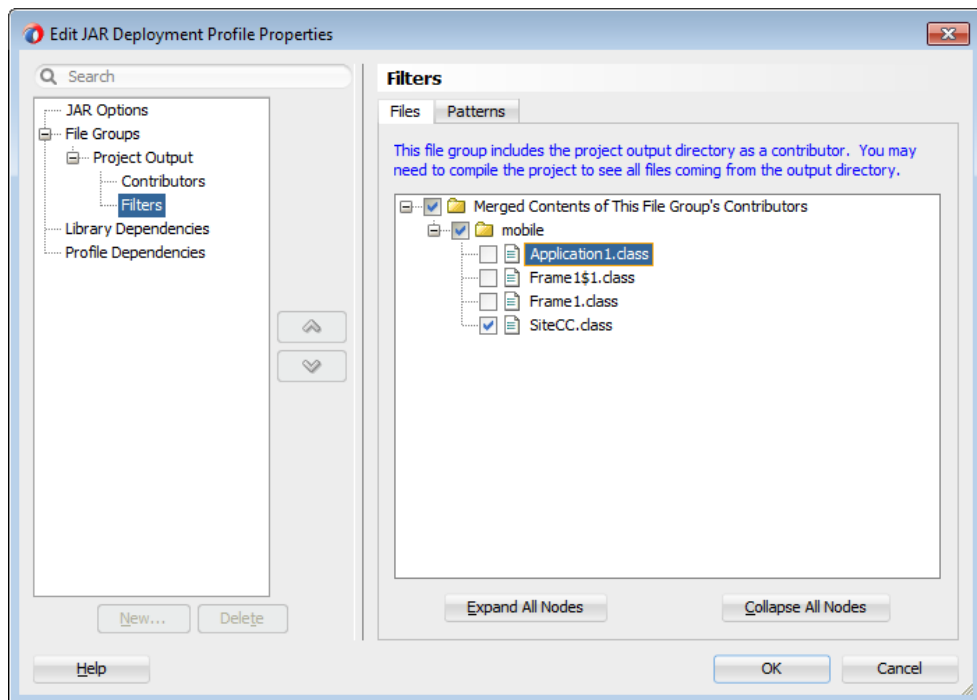 Edit JAR Deployment Profile Properties
Search
JAR Options
File Groups
Project Output
Contributors
Filters
Library Dependencies
Profile Dependencies
New...
Delete
Filters
Files
Patterns
This file group includes the project output directory as a contributor. You may
need to compile the project to see all files coming from the output directory.
Merged Contents of This File Group's Contributors
mobile
Application1.class
Frame1$1.class
Frame1.class
SiteCC.class
Expand All Nodes
Collapse All Nodes
Help
OK
Cancel